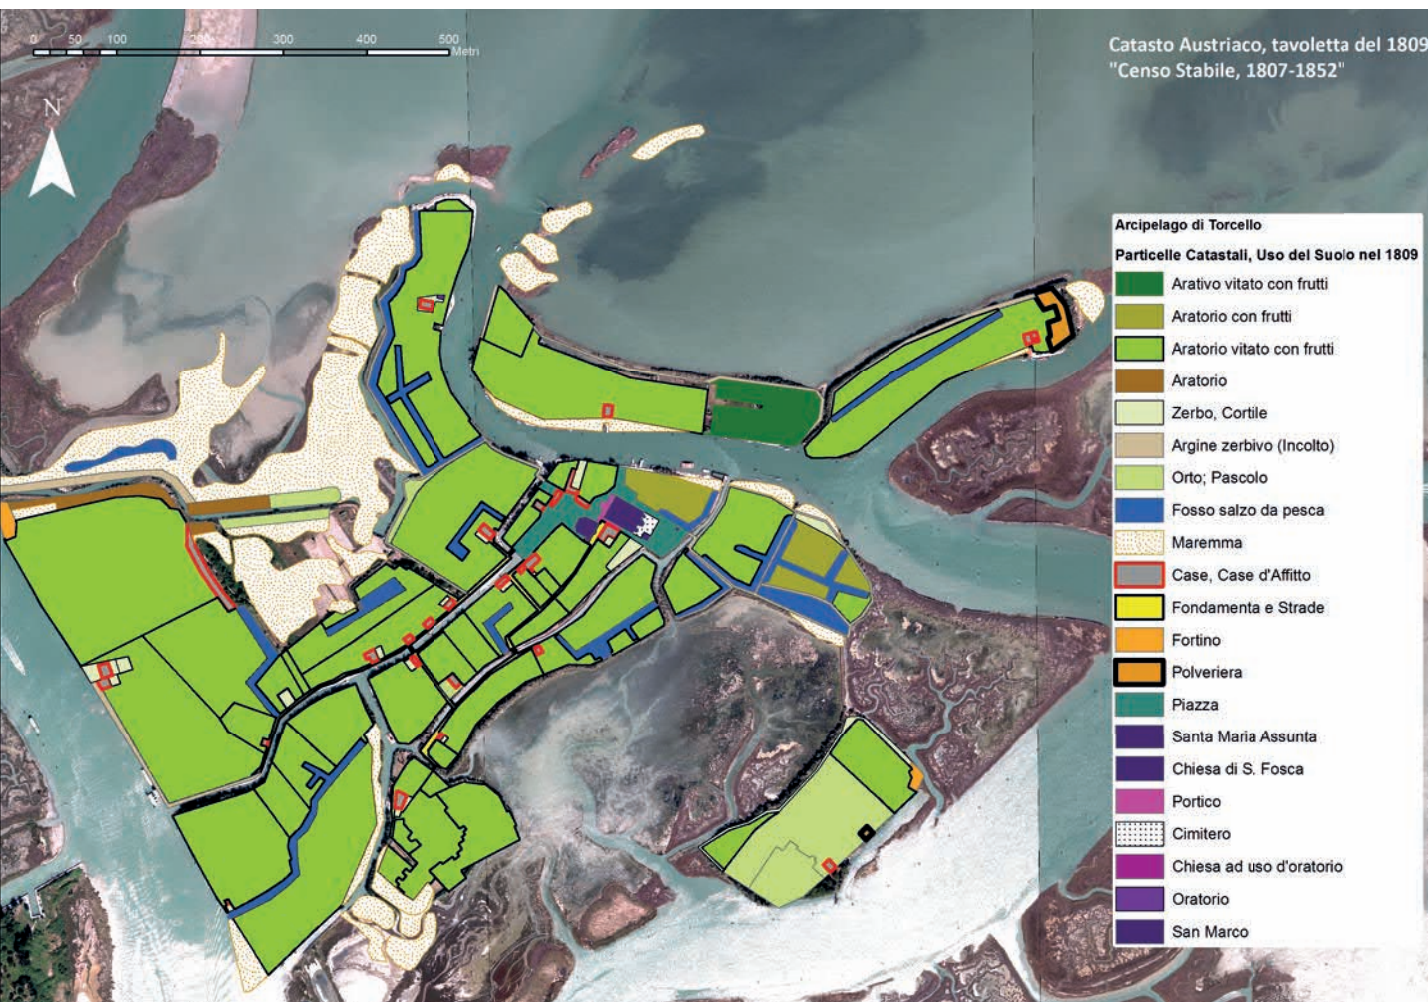 0 50 100 200 300 400 500
Metri
Catasto Austriaco, tavoletta del 1809
"Censo Stabile, 1807-1852"
N
Arcipelago di Torcello
Particelle Catastali, Uso del Suolo nel 1809
Arativo vitato con frutti
Aratorio con frutti
Aratorio vitato con frutti
Aratorio
Zerbo, Cortile
Argine zerbivo (Incolto)
Orto; Pascolo
Fosso salzo da pesca
Maremma
Case, Case d'Affitto
Fondamenta e Strade
Fortino
Polveriera
Piazza
Santa Maria Assunta
Chiesa di S. Fosca
Portico
Cimitero
Chiesa ad uso d'oratorio
Oratorio
San Marco